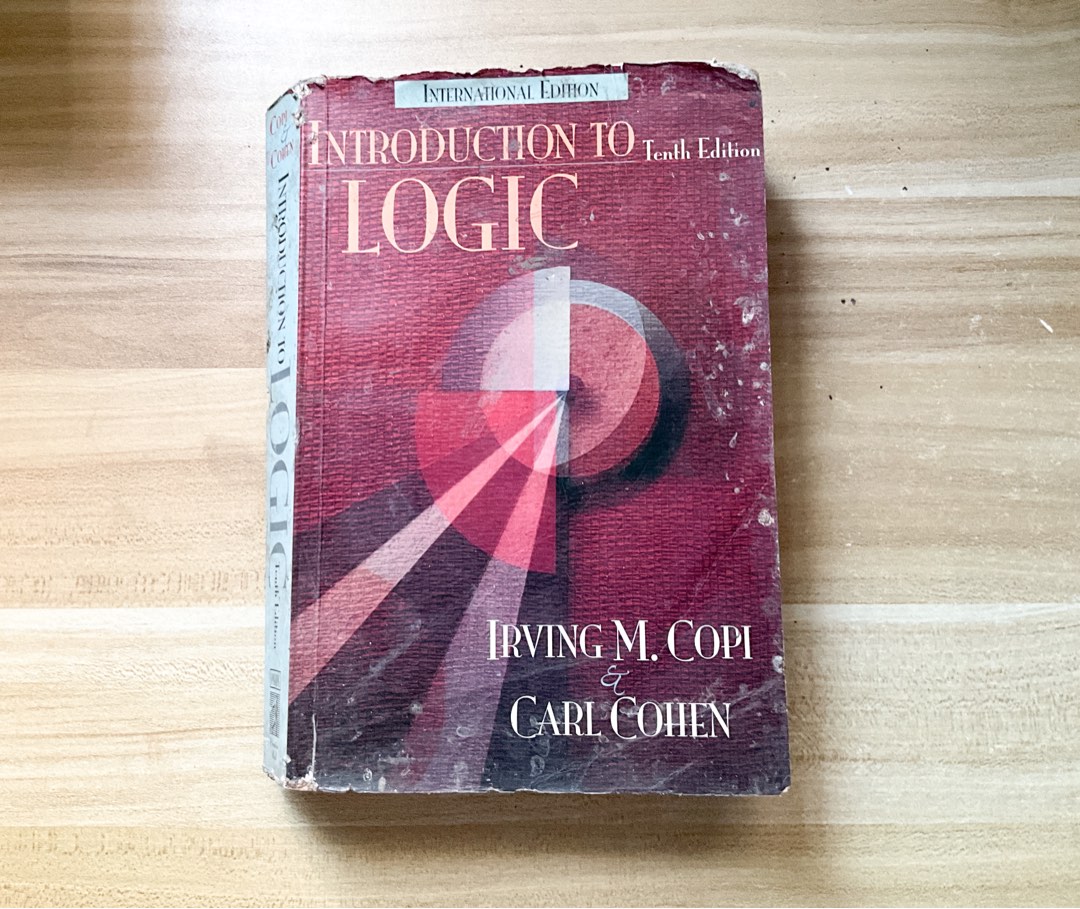 INTERNATIONAL EDITION
INTRODUCTION TO Tenth Edition
LOGIC
IRVING M. COPI
&
CARL COHEN
COPI
&
COHEN
INTRODUCTION TO LOGIC
Tenth Edition